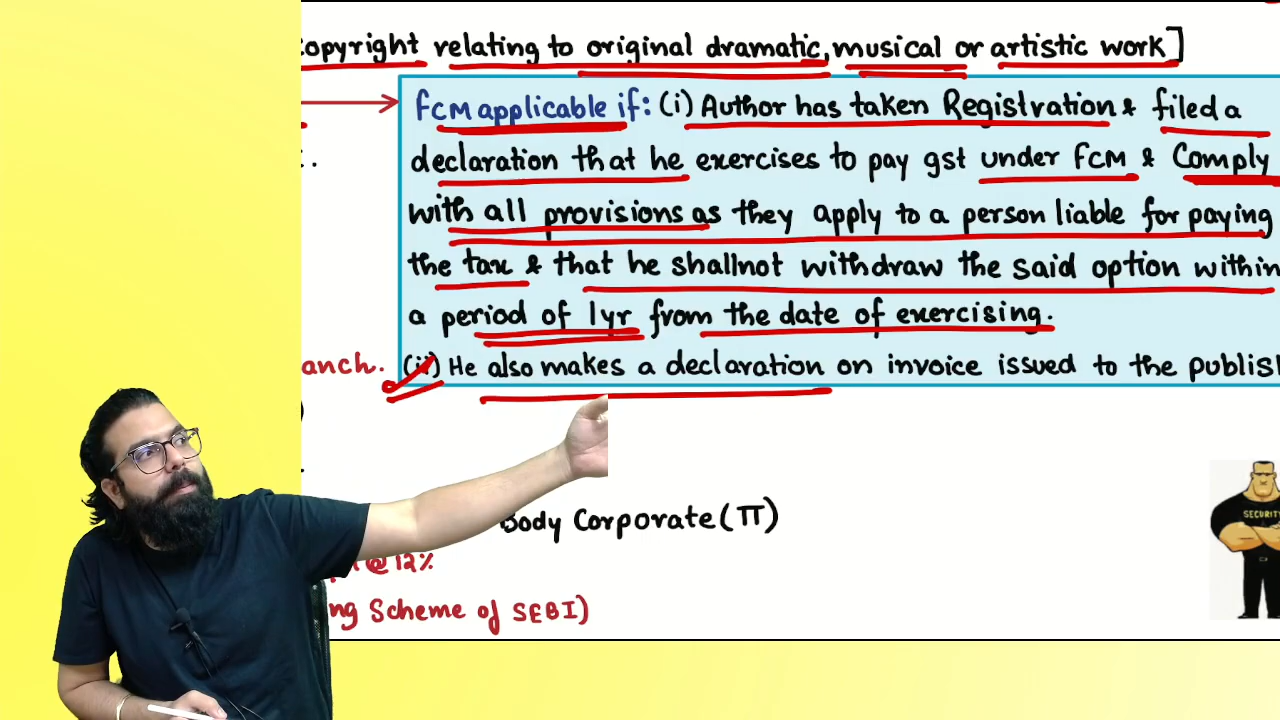 copyright relating to original dramatic, musical or artistic work]
FCM applicable if: (i) Author has taken Registration & filed a
declaration that he exercises to pay gst under FCM & Comply
with all provisions as they apply to a person liable for paying
the tax & that he shallnot withdraw the said option within
a period of 1yr from the date of exercising.
anch. (ii) He also makes a declaration on invoice issued to the publish
Body Corporate (π)
SECURITY
@12%
ng Scheme of SEBI)